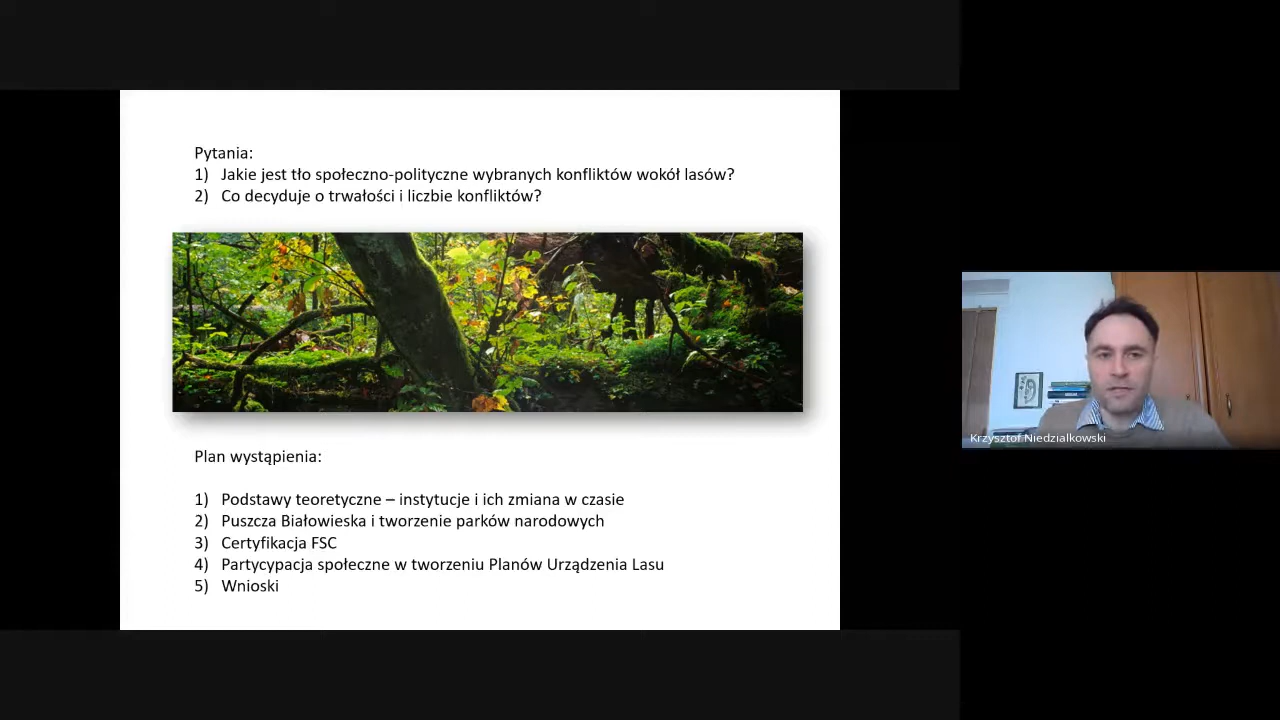 Pytania:
1) Jakie jest tło społeczno-polityczne wybranych konfliktów wokół lasów?
2) Co decyduje o trwałości i liczbie konfliktów?
Plan wystąpienia:
1) Podstawy teoretyczne – instytucje i ich zmiana w czasie
2) Puszcza Białowieska i tworzenie parków narodowych
3) Certyfikacja FSC
4) Partycypacja społeczne w tworzeniu Planów Urządzenia Lasu
5) Wnioski
Krzysztof Niedzialkowski